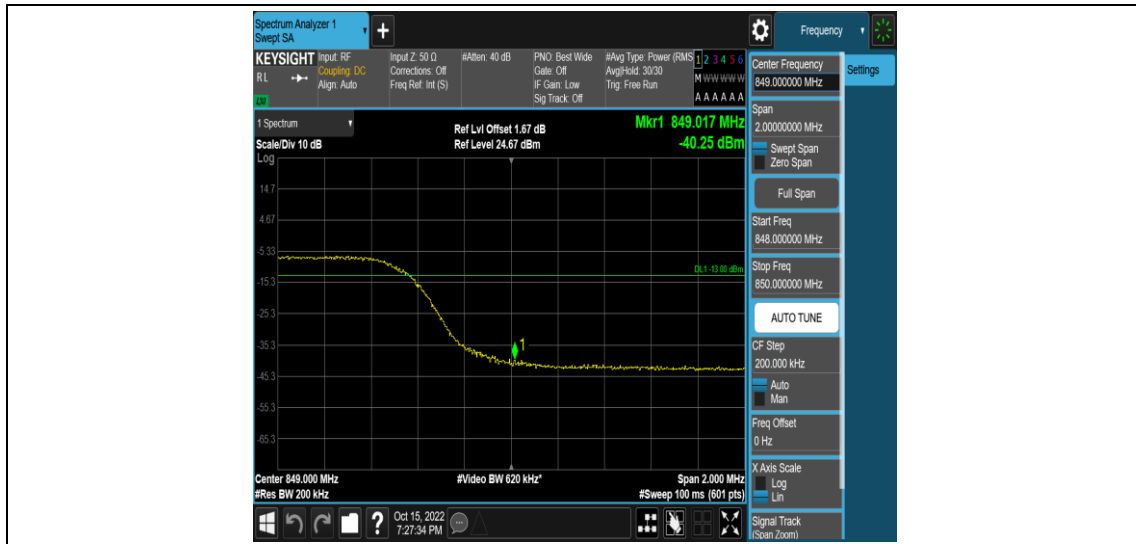 Spectrum Analyzer 1
Swept SA
+
Frequency
KEYSIGHT
RL
Input: RF
Coupling: DC
Align: Auto
Input Z: 50 Ω
Corrections: Off
Freq Ref: Int (S)
#Atten: 40 dB
PNO: Best Wide
Gate: Off
IF Gain: Low
Sig Track: Off
#Avg Type: Power (RMS
Avg|Hold: 30/30
Trig: Free Run
1 2 3 4 5 6
M W W W W W
A A A A A A
1 Spectrum
Scale/Div 10 dB
Log
Ref Lvl Offset 1.67 dB
Ref Level 24.67 dBm
Mkr1 849.017 MHz
-40.25 dBm
14.7
4.67
-5.33
DL1 -13.00 dBm
-15.3
-25.3
-35.3
1
-45.3
-55.3
-65.3
Center 849.000 MHz
#Video BW 620 kHz*
Span 2.000 MHz
#Res BW 200 kHz
#Sweep 100 ms (601 pts)
?
Oct 15, 2022
7:27:34 PM
Center Frequency
849.000000 MHz
Settings
Span
2.00000000 MHz
Swept Span
Zero Span
Full Span
Start Freq
848.000000 MHz
Stop Freq
850.000000 MHz
AUTO TUNE
CF Step
200.000 kHz
Auto
Man
Freq Offset
0 Hz
X Axis Scale
Log
Lin
Signal Track
(Span Zoom)